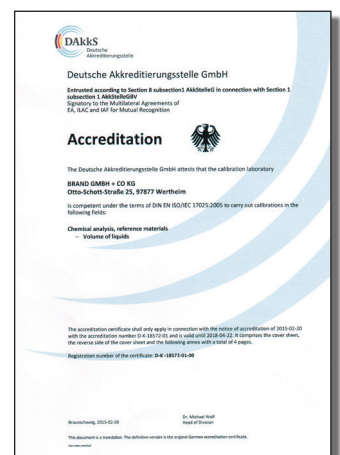 DAkkS
Deutsche
Akkreditierungsstelle
Deutsche Akkreditierungsstelle GmbH
Entrusted according to Section 8 subsection1 AkkStelleG in connection with Section 1
subsection 1 AkkStelleGBV
Signatory to the Multilateral Agreements of
EA, ILAC and IAF for Mutual Recognition
Accreditation
The Deutsche Akkreditierungsstelle GmbH attests that the calibration laboratory
BRAND GMBH + CO KG
Otto-Schott-Straße 25, 97877 Wertheim
is competent under the terms of DIN EN ISO/IEC 17025:2005 to carry out calibrations in the
following fields:
Chemical analysis, reference materials
– Volume of liquids
The accreditation certificate shall only apply in connection with the notice of accreditation of 2015-02-20
with the accreditation number D-K-18572-01 and is valid until 2018-04-22. It comprises the cover sheet,
the reverse side of the cover sheet and the following annex with a total of 4 pages.
Registration number of the certificate: D-K-18572-01-00
Dr. Michael Wolf
Braunschweig, 2015-02-20
Head of Division
This document is a translation. The definitive version is the original German accreditation certificate.